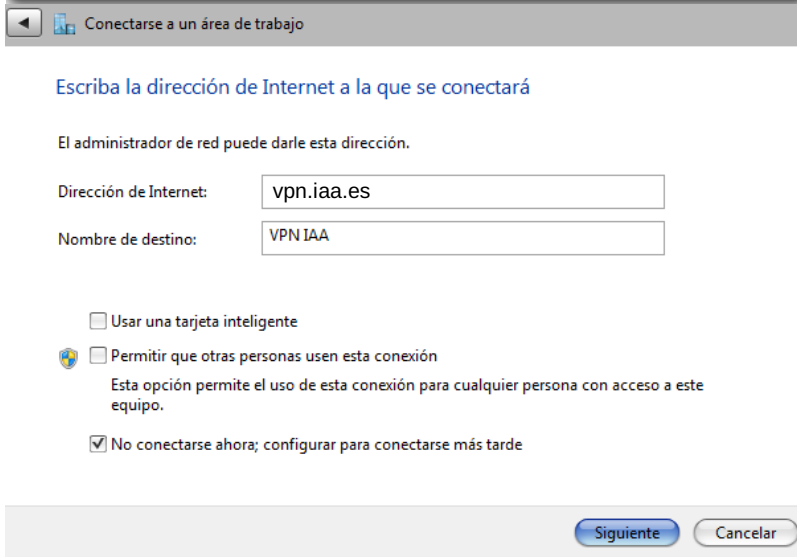 Conectarse a un área de trabajo
Escriba la dirección de Internet a la que se conectará
El administrador de red puede darle esta dirección.
Dirección de Internet: vpn.iaa.es
Nombre de destino: VPN IAA
Usar una tarjeta inteligente
Permitir que otras personas usen esta conexión
Esta opción permite el uso de esta conexión para cualquier persona con acceso a este
equipo.
No conectarse ahora; configurar para conectarse más tarde
Siguiente Cancelar